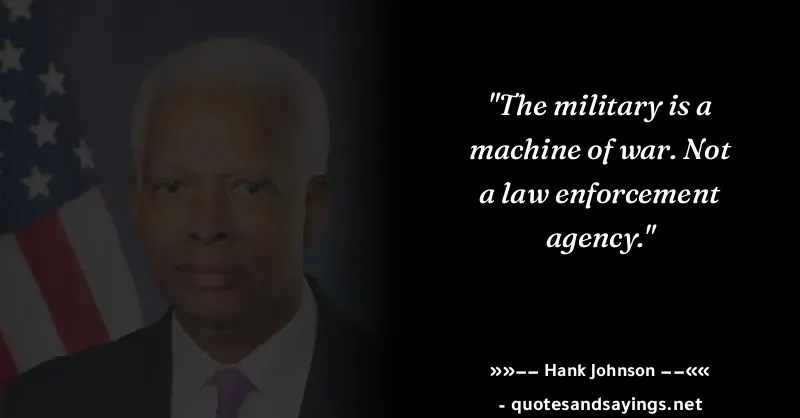 "The military is a
machine of war. Not
a law enforcement
agency."
»»–– Hank Johnson ––««
- quotesandsayings.net